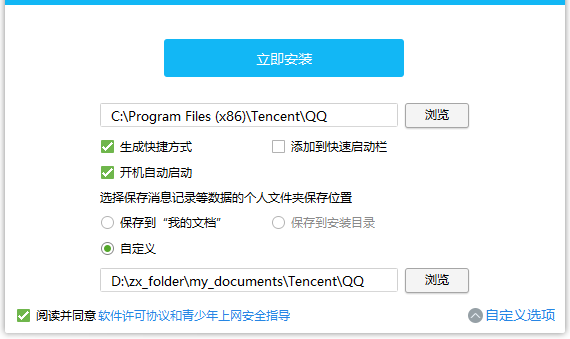 立即安装
C:\Program Files (x86)\Tencent\QQ 浏览
生成快捷方式 添加到快速启动栏
开机自动启动
选择保存消息记录等数据的个人文件夹保存位置
保存到“我的文档” 保存到安装目录
自定义
D:\zx_folder\my_documents\Tencent\QQ 浏览
阅读并同意 软件许可协议和青少年上网安全指导 自定义选项